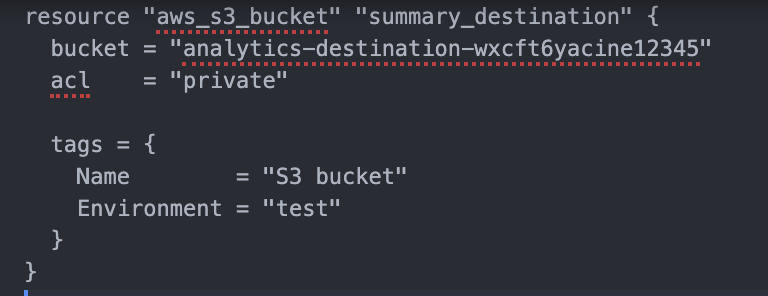 resource "aws_s3_bucket" "summary_destination" {
  bucket = "analytics-destination-wxcft6yacine12345"
  acl    = "private"

  tags = {
    Name        = "S3 bucket"
    Environment = "test"
  }
}